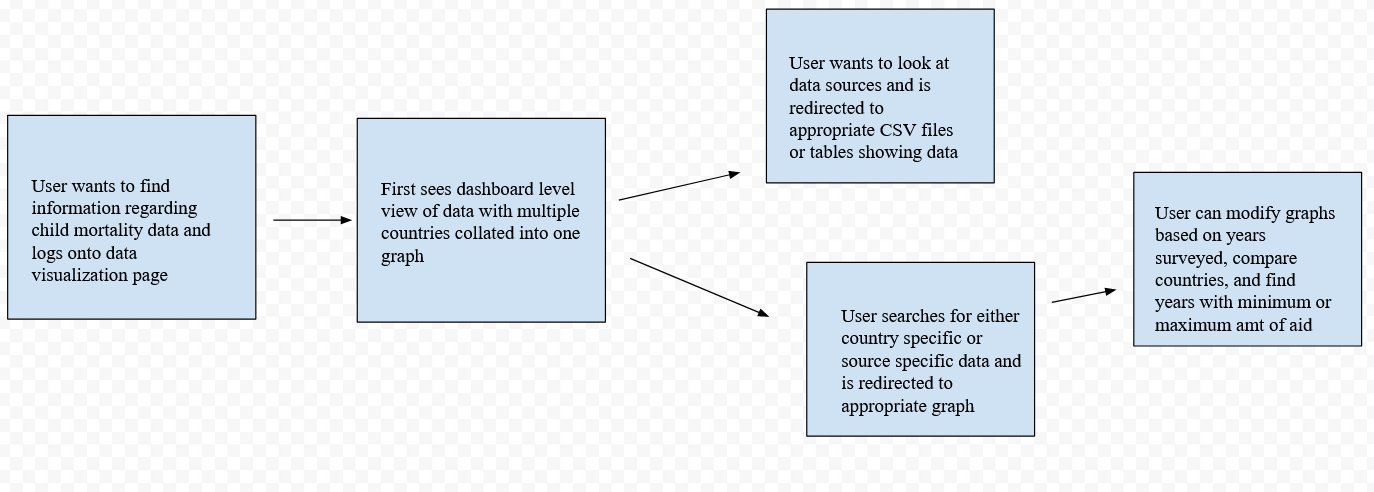 User wants to find
information regarding
child mortality data and
logs onto data
visualization page
First sees dashboard level
view of data with multiple
countries collated into one
graph
User wants to look at
data sources and is
redirected to
appropriate CSV files
or tables showing data
User searches for either
country specific or
source specific data and
is redirected to
appropriate graph
User can modify graphs
based on years
surveyed, compare
countries, and find
years with minimum or
maximum amt of aid